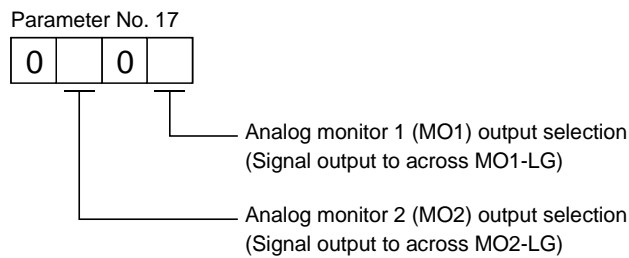 Parameter No. 17
0 0
Analog monitor 1 (MO1) output selection
(Signal output to across MO1-LG)
Analog monitor 2 (MO2) output selection
(Signal output to across MO2-LG)